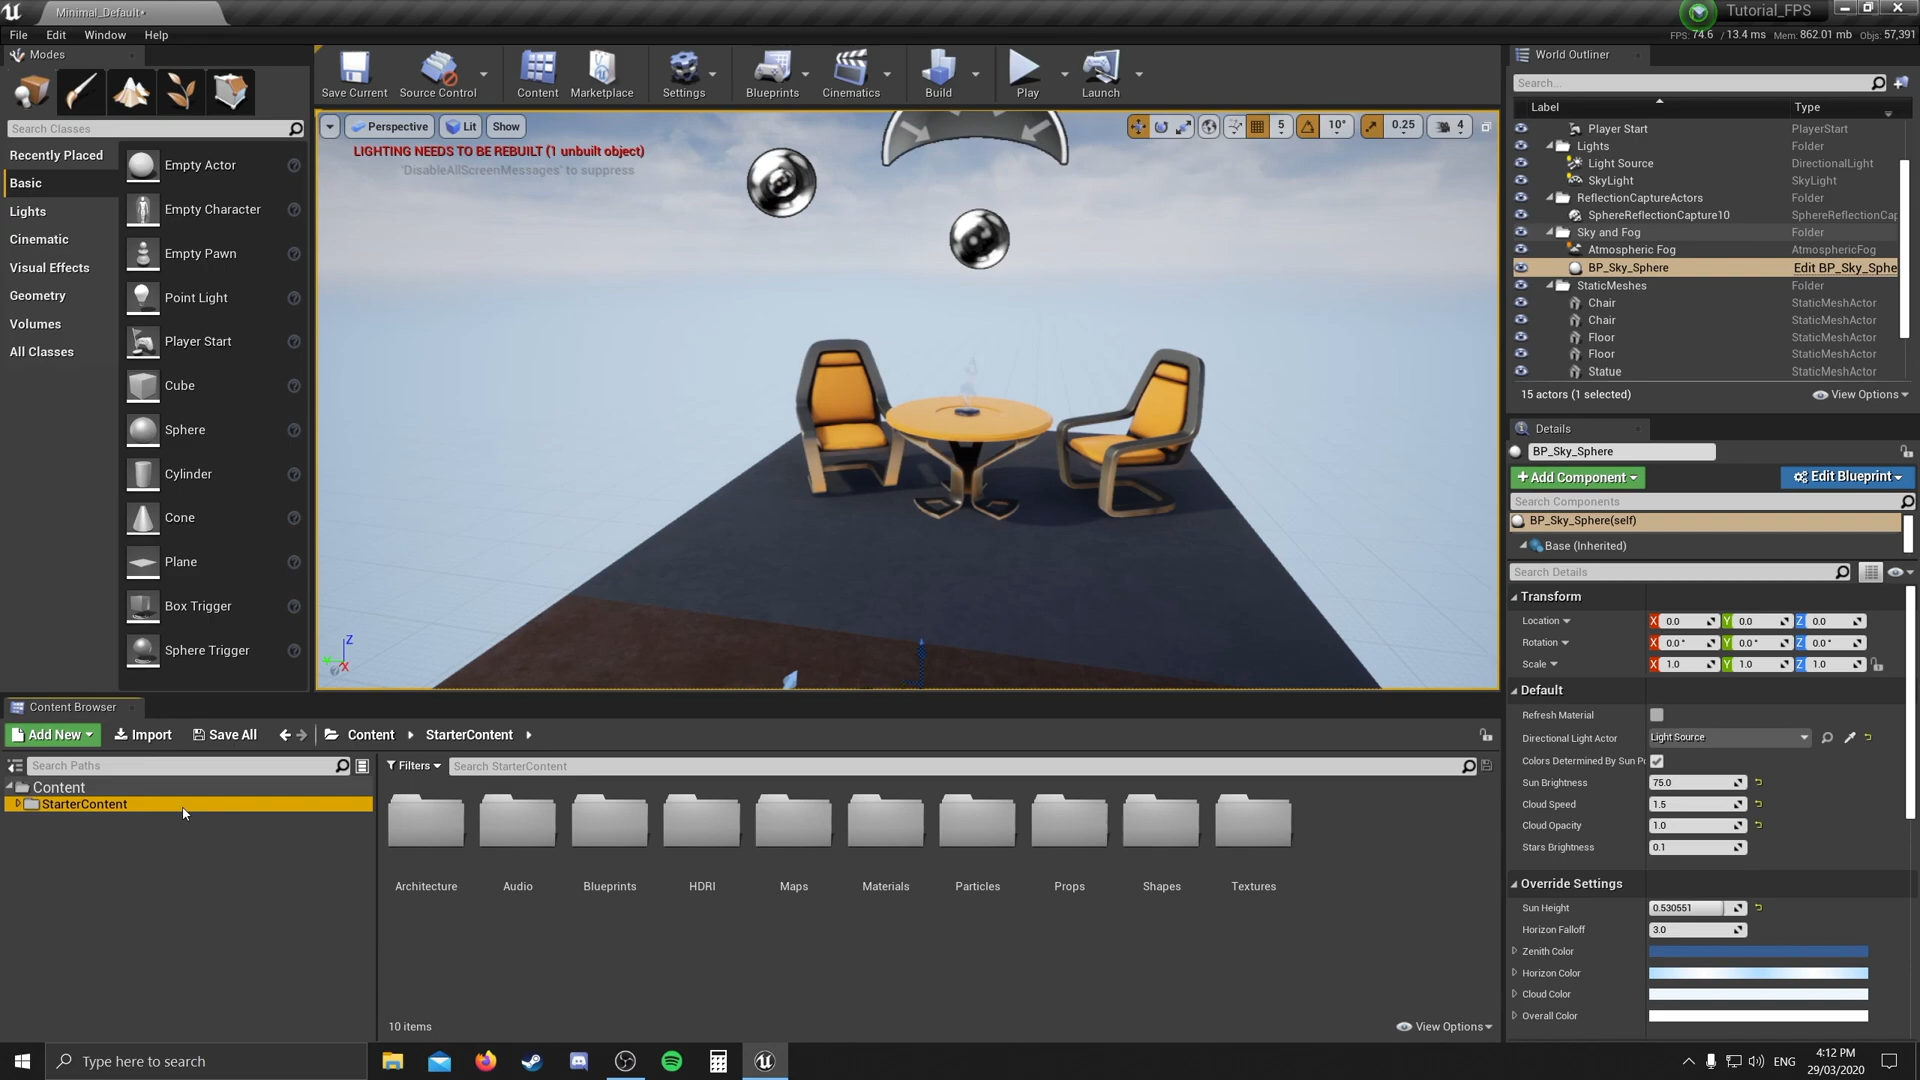 Minimal_Default*
Tutorial_FPS
File Edit Window Help
FPS: 74.6 / 13.4 ms Mem: 862.01 mb Objs: 57,391
Modes
Search Classes
Recently Placed
Basic
Lights
Cinematic
Visual Effects
Geometry
Volumes
All Classes
Empty Actor
Empty Character
Empty Pawn
Point Light
Player Start
Cube
Sphere
Cylinder
Cone
Plane
Box Trigger
Sphere Trigger
Save Current
Source Control
Content
Marketplace
Settings
Blueprints
Cinematics
Build
Play
Launch
Perspective
Lit
Show
5
10°
0.25
4
LIGHTING NEEDS TO BE REBUILT (1 unbuilt object)
'DisableAllScreenMessages' to suppress
Z
X
World Outliner
Search...
Label Type
Player Start PlayerStart
Lights Folder
Light Source DirectionalLight
SkyLight SkyLight
ReflectionCaptureActors Folder
SphereReflectionCapture10 SphereReflectionCap
Sky and Fog Folder
Atmospheric Fog AtmosphericFog
BP_Sky_Sphere Edit BP_Sky_Sphe
StaticMeshes Folder
Chair StaticMeshActor
Chair StaticMeshActor
Floor StaticMeshActor
Floor StaticMeshActor
Statue StaticMeshActor
15 actors (1 selected)
View Options
Details
BP_Sky_Sphere
+ Add Component
Edit Blueprint
Search Components
BP_Sky_Sphere(self)
Base (Inherited)
Search Details
Transform
Location X 0.0 Y 0.0 Z 0.0
Rotation X 0.0 ° Y 0.0 ° Z 0.0 °
Scale X 1.0 Y 1.0 Z 1.0
Default
Refresh Material
Directional Light Actor Light Source
Colors Determined By Sun P
Sun Brightness 75.0
Cloud Speed 1.5
Cloud Opacity 1.0
Stars Brightness 0.1
Override Settings
Sun Height 0.530551
Horizon Falloff 3.0
Zenith Color
Horizon Color
Cloud Color
Overall Color
Content Browser
Add New
Import
Save All
Content
StarterContent
Search Paths
Content
StarterContent
Filters
Search StarterContent
Architecture
Audio
Blueprints
HDRI
Maps
Materials
Particles
Props
Shapes
Textures
10 items
View Options
Type here to search
ENG
4:12 PM
29/03/2020